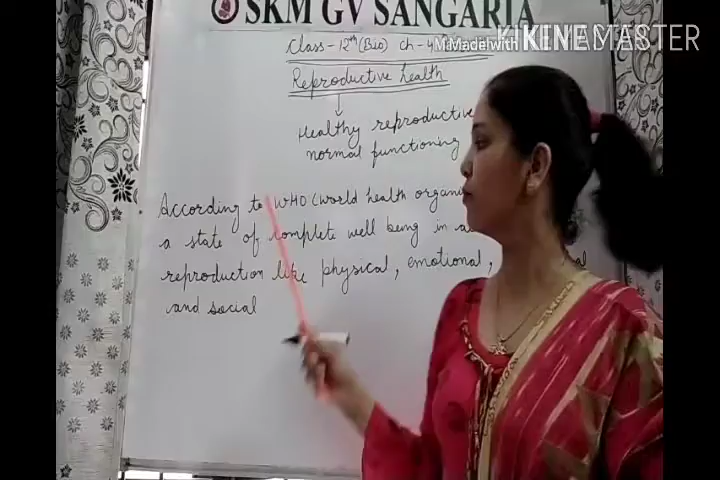 SKM GV SANGARIA
Class - 12th (Bio) ch - 4
Made with KINEMASTER
Reproductive health
Healthy reproductive
normal functioning
According to WHO (World health
a state of complete well being in
reproduction like physical, emotional,
and social